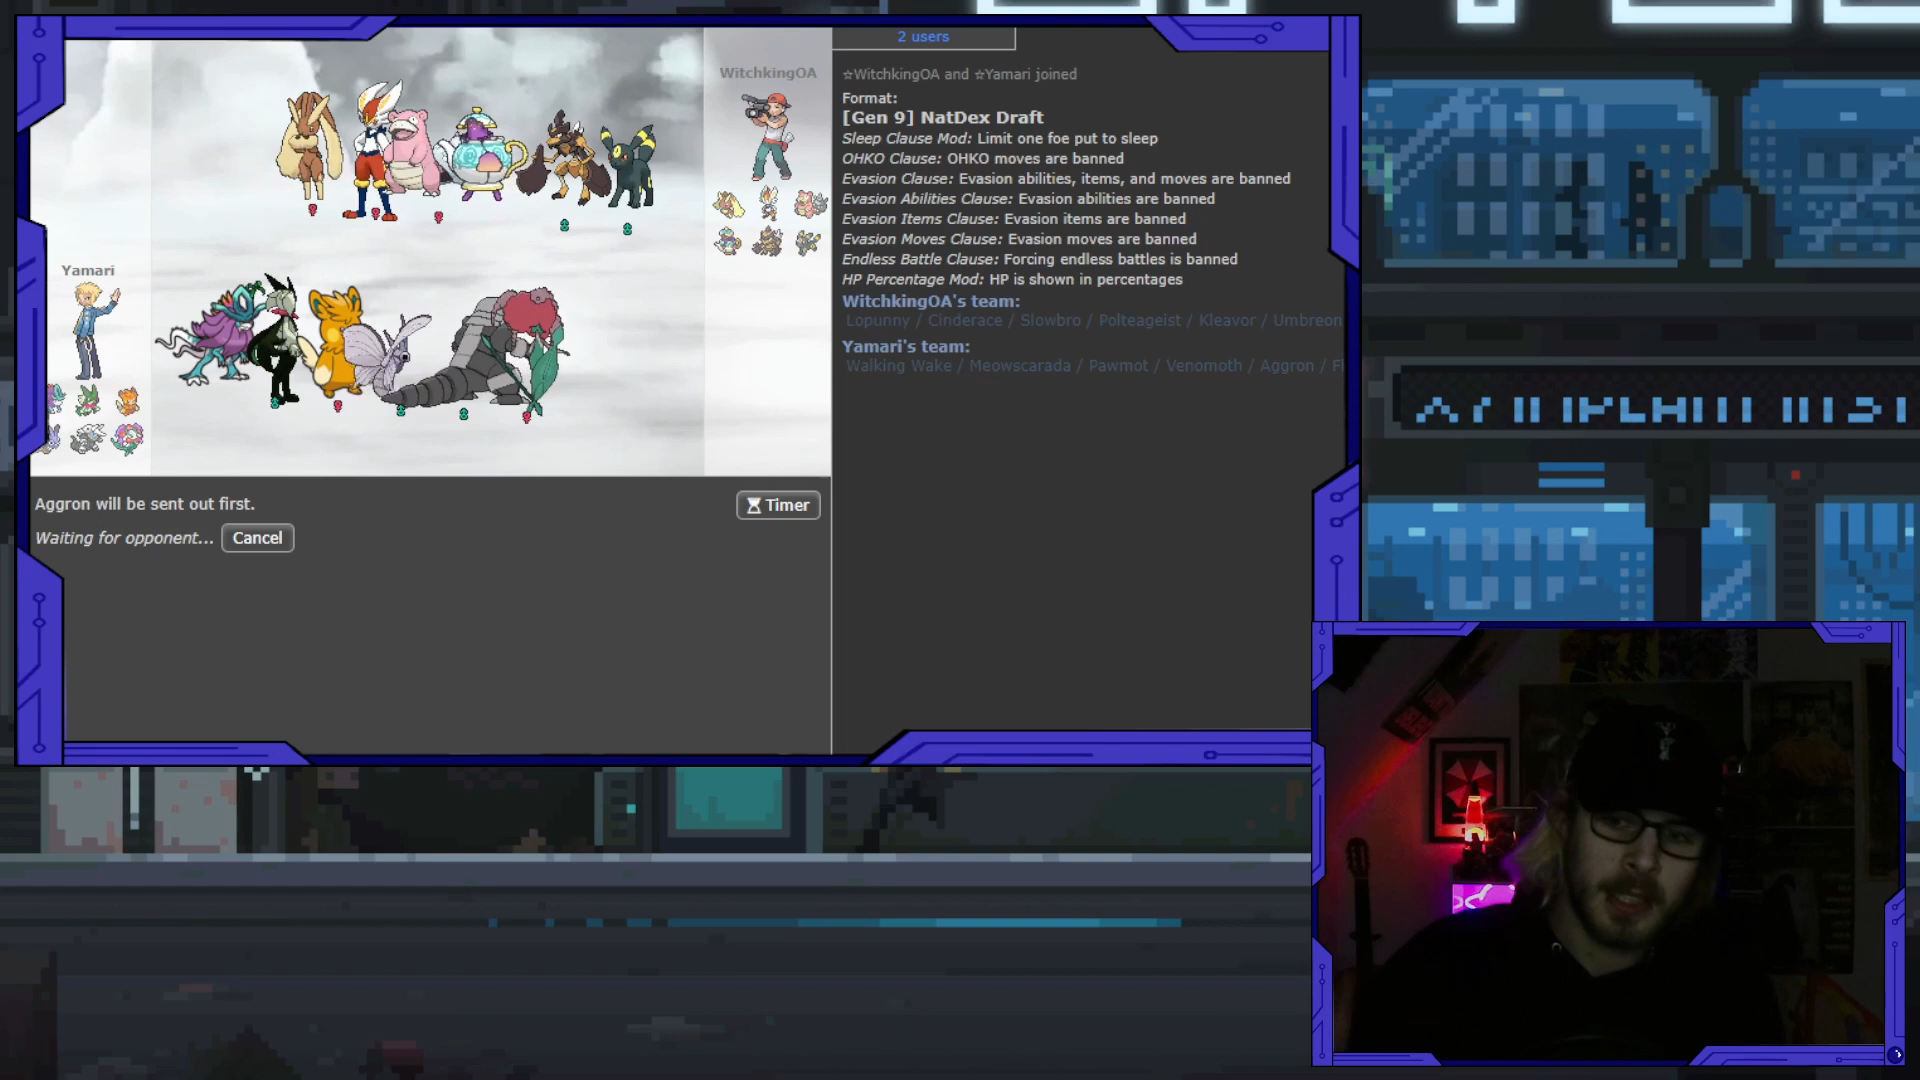 2 users
WitchkingOA
☆WitchkingOA and ☆Yamari joined
Format:
[Gen 9] NatDex Draft
Sleep Clause Mod: Limit one foe put to sleep
OHKO Clause: OHKO moves are banned
Evasion Clause: Evasion abilities, items, and moves are banned
Evasion Abilities Clause: Evasion abilities are banned
Evasion Items Clause: Evasion items are banned
Evasion Moves Clause: Evasion moves are banned
Endless Battle Clause: Forcing endless battles is banned
HP Percentage Mod: HP is shown in percentages
WitchkingOA's team:
Lopunny / Cinderace / Slowbro / Polteageist / Kleavor / Umbreon
Yamari's team:
Walking Wake / Meowscarada / Pawmot / Venomoth / Aggron /
Yamari
Aggron will be sent out first.
Timer
Waiting for opponent...
Cancel